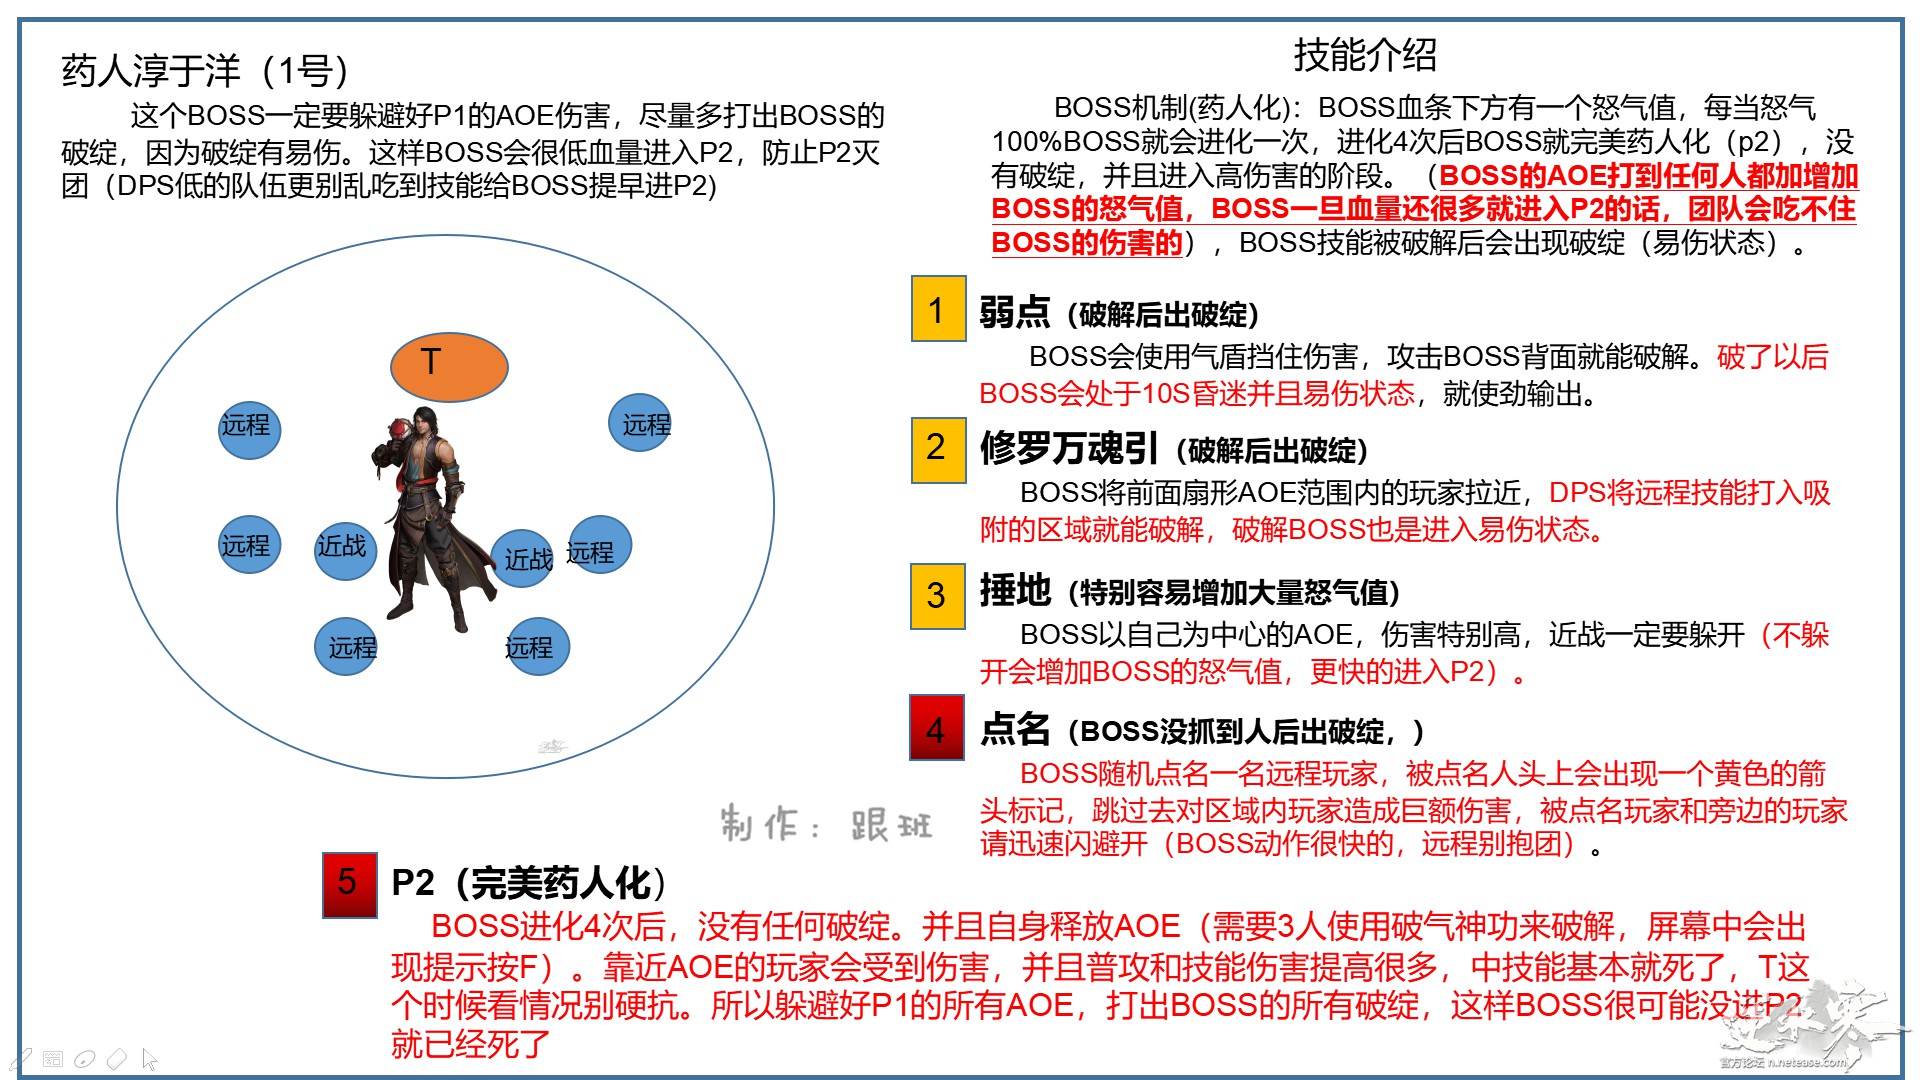 药人淳于洋（1号）
这个BOSS一定要躲避好P1的AOE伤害，尽量多打出BOSS的
破绽，因为破绽有易伤。这样BOSS会很低血量进入P2，防止P2灭
团（DPS低的队伍更别乱吃到技能给BOSS提早进P2)
T
远程
远程
远程
近战
近战
远程
远程
远程
制作：跟班
技能介绍
BOSS机制(药人化)：BOSS血条下方有一个怒气值，每当怒气
100%BOSS就会进化一次，进化4次后BOSS就完美药人化（p2），没
有破绽，并且进入高伤害的阶段。（BOSS的AOE打到任何人都加增加
BOSS的怒气值，BOSS一旦血量还很多就进入P2的话，团队会吃不住
BOSS的伤害的），BOSS技能被破解后会出现破绽（易伤状态）。
1
弱点（破解后出破绽）
BOSS会使用气盾挡住伤害，攻击BOSS背面就能破解。破了以后
BOSS会处于10S昏迷并且易伤状态，就使劲输出。
2
修罗万魂引（破解后出破绽）
BOSS将前面扇形AOE范围内的玩家拉近，DPS将远程技能打入吸
附的区域就能破解，破解BOSS也是进入易伤状态。
3
捶地（特别容易增加大量怒气值）
BOSS以自己为中心的AOE，伤害特别高，近战一定要躲开（不躲
开会增加BOSS的怒气值，更快的进入P2）。
4
点名（BOSS没抓到人后出破绽，）
BOSS随机点名一名远程玩家，被点名人头上会出现一个黄色的箭
头标记，跳过去对区域内玩家造成巨额伤害，被点名玩家和旁边的玩家
请迅速闪避开（BOSS动作很快的，远程别抱团）。
5
P2（完美药人化）
BOSS进化4次后，没有任何破绽。并且自身释放AOE（需要3人使用破气神功来破解，屏幕中会出
现提示按F）。靠近AOE的玩家会受到伤害，并且普攻和技能伤害提高很多，中技能基本就死了，T这
个时候看情况别硬抗。所以躲避好P1的所有AOE，打出BOSS的所有破绽，这样BOSS很可能没进P2
就已经死了
逆水寒
官方论坛 n.netease.com